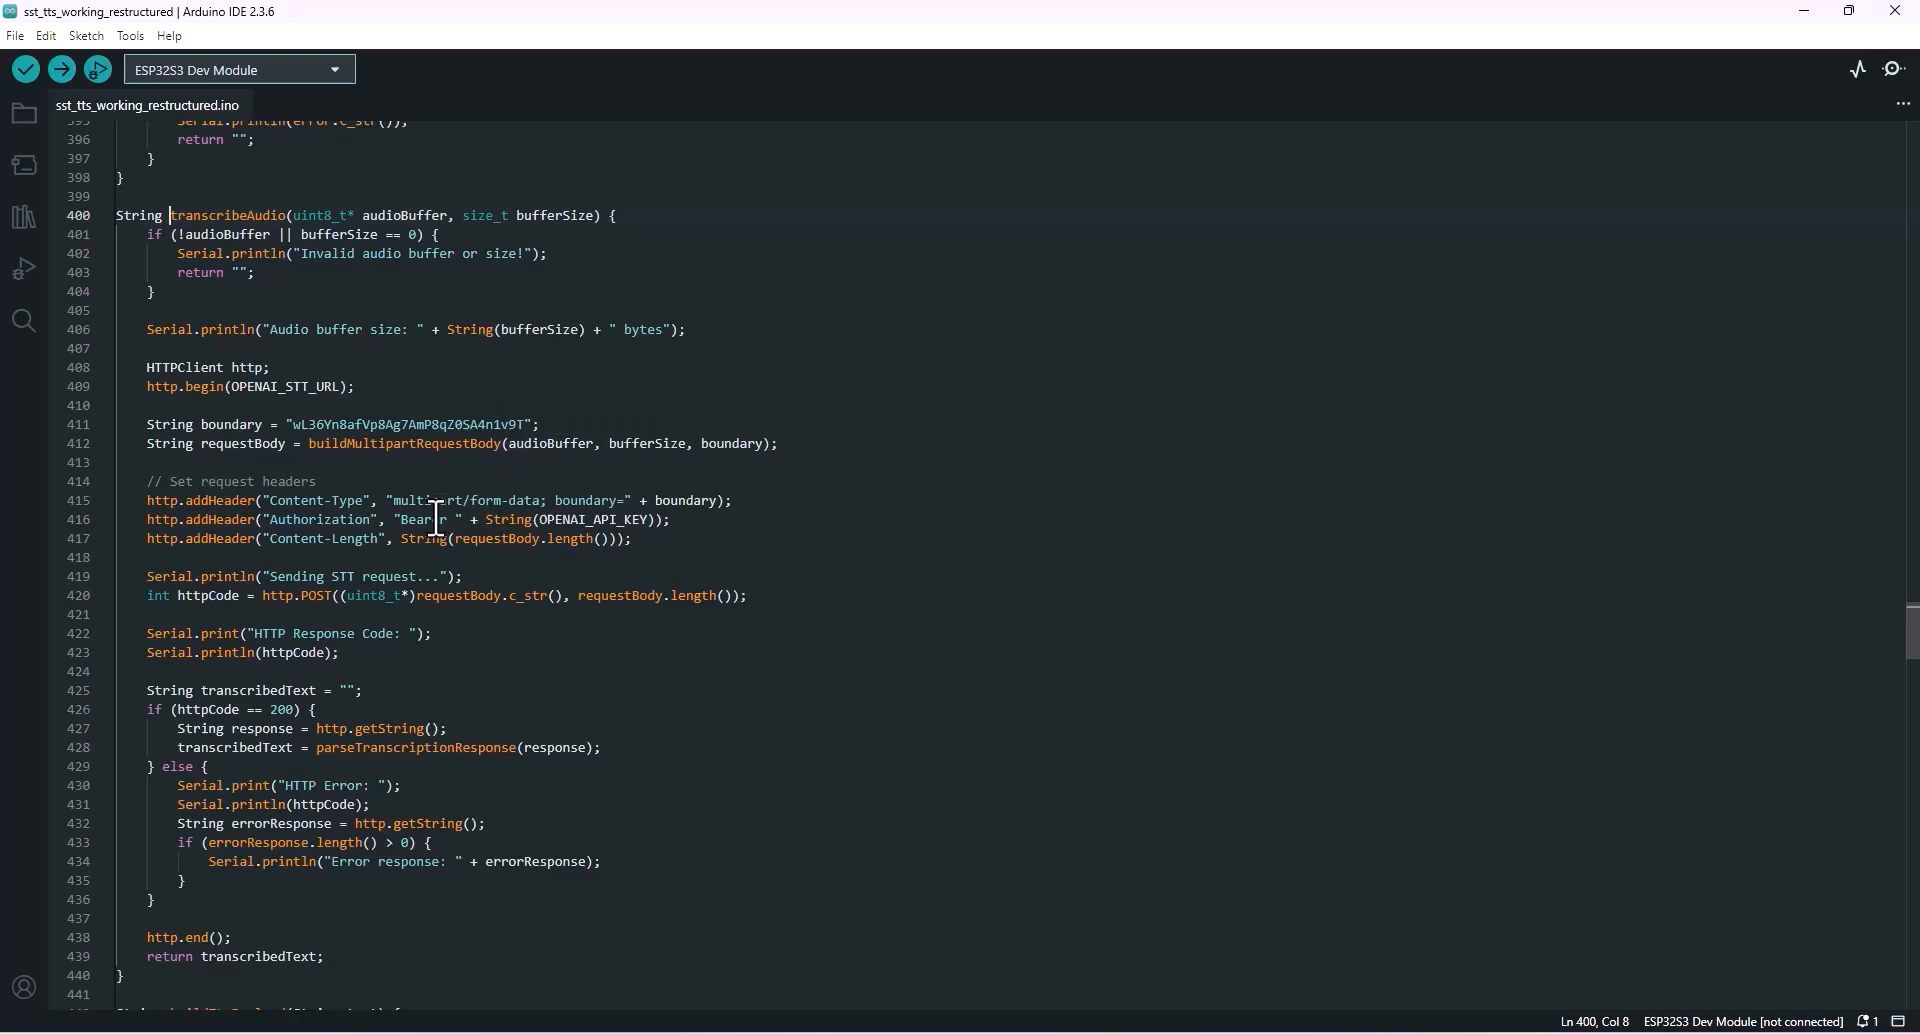 sst_tts_working_restructured | Arduino IDE 2.3.6
File Edit Sketch Tools Help
ESP32S3 Dev Module
sst_tts_working_restructured.ino
395 Serial.println(error.c_str());
396 return "";
397 }
398 }
399
400 String transcribeAudio(uint8_t* audioBuffer, size_t bufferSize) {
401 if (!audioBuffer || bufferSize == 0) {
402 Serial.println("Invalid audio buffer or size!");
403 return "";
404 }
405
406 Serial.println("Audio buffer size: " + String(bufferSize) + " bytes");
407
408 HTTPClient http;
409 http.begin(OPENAI_STT_URL);
410
411 String boundary = "wL36Yn8afVp8Ag7AmP8qZ0SA4n1v9T";
412 String requestBody = buildMultipartRequestBody(audioBuffer, bufferSize, boundary);
413
414 // Set request headers
415 http.addHeader("Content-Type", "multipart/form-data; boundary=" + boundary);
416 http.addHeader("Authorization", "Bearer " + String(OPENAI_API_KEY));
417 http.addHeader("Content-Length", String(requestBody.length()));
418
419 Serial.println("Sending STT request...");
420 int httpCode = http.POST((uint8_t*)requestBody.c_str(), requestBody.length());
421
422 Serial.print("HTTP Response Code: ");
423 Serial.println(httpCode);
424
425 String transcribedText = "";
426 if (httpCode == 200) {
427 String response = http.getString();
428 transcribedText = parseTranscriptionResponse(response);
429 } else {
430 Serial.print("HTTP Error: ");
431 Serial.println(httpCode);
432 String errorResponse = http.getString();
433 if (errorResponse.length() > 0) {
434 Serial.println("Error response: " + errorResponse);
435 }
436 }
437
438 http.end();
439 return transcribedText;
440 }
441
Ln 400, Col 8 ESP32S3 Dev Module [not connected] 1